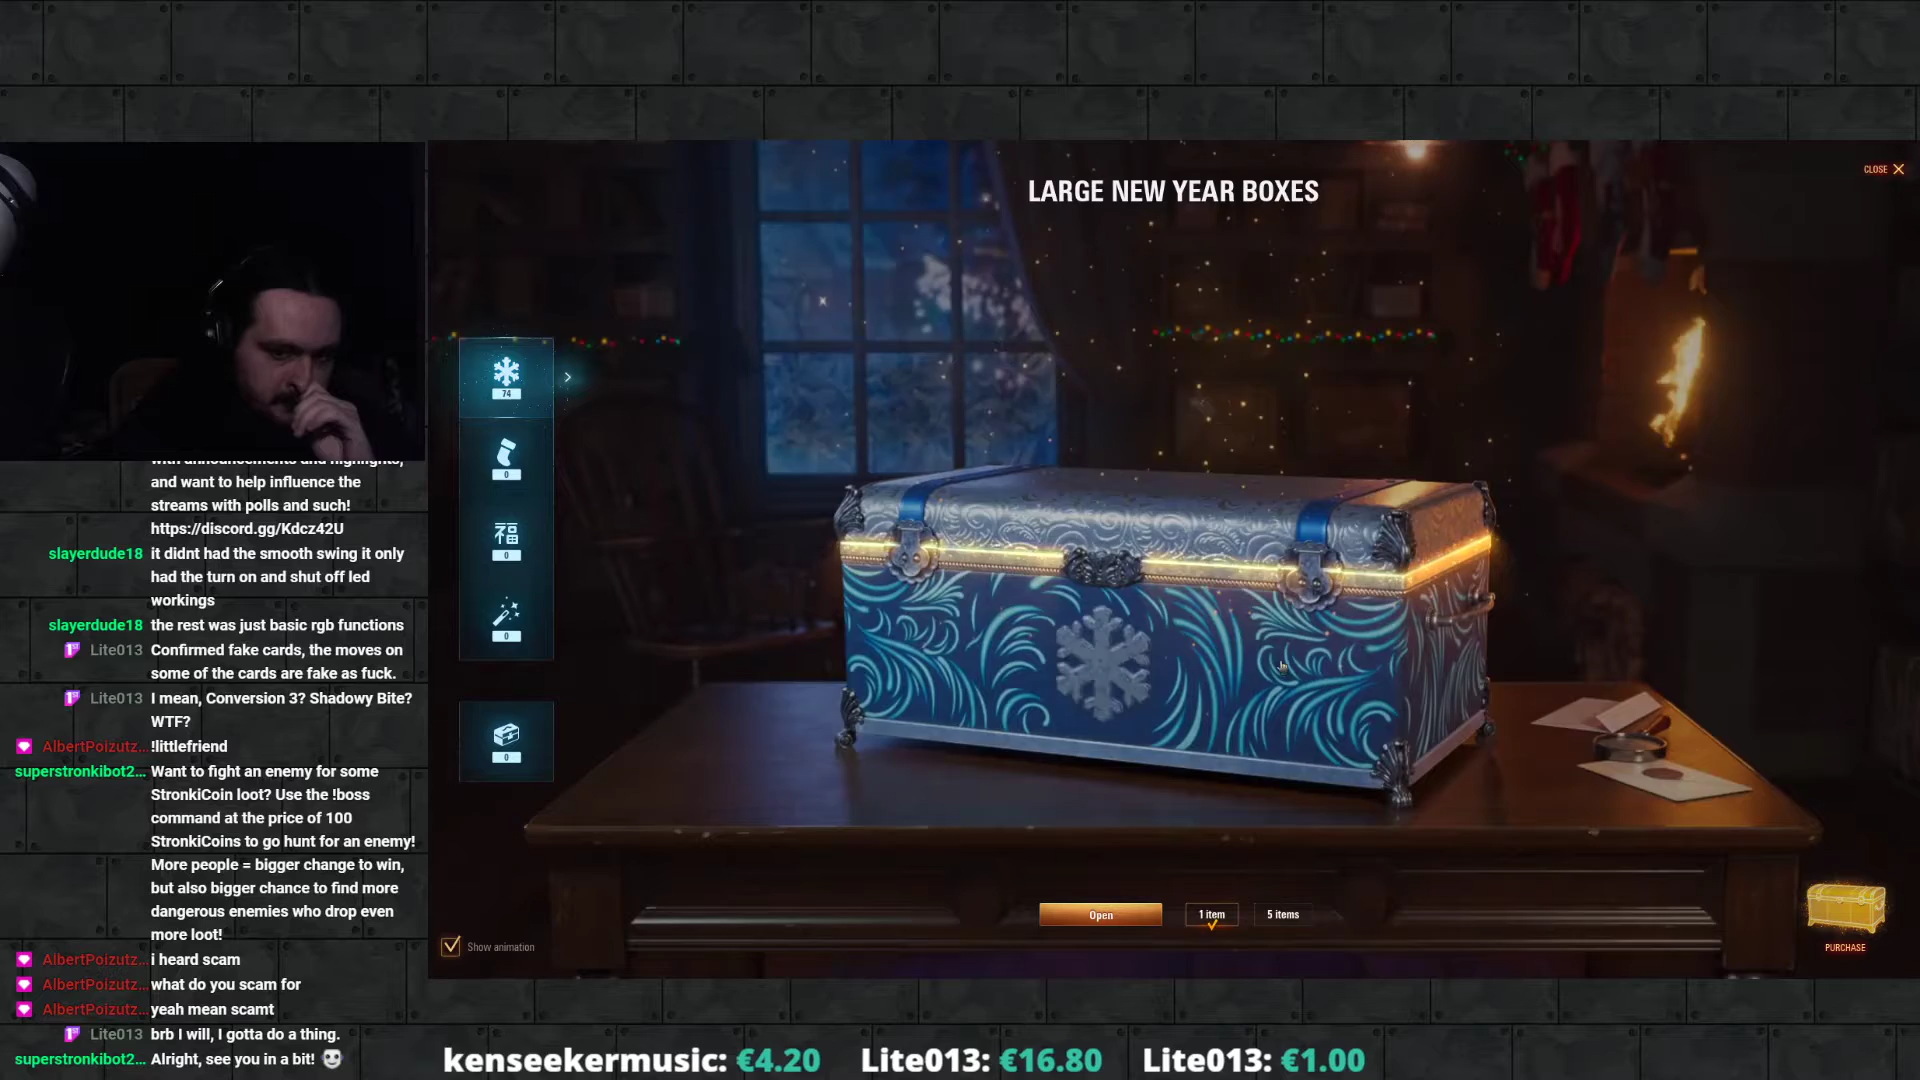 LARGE NEW YEAR BOXES
CLOSE
74
0
福
0
0
0
Open
1 item
5 items
Show animation
PURCHASE
and want to help influence the
streams with polls and such!
https://discord.gg/Kdcz42U
slayerdude18 it didnt had the smooth swing it only
had the turn on and shut off led
workings
slayerdude18 the rest was just basic rgb functions
Lite013 Confirmed fake cards, the moves on
some of the cards are fake as fuck.
Lite013 I mean, Conversion 3? Shadowy Bite?
WTF?
AlbertPoizutz... !littlefriend
superstronkibot2... Want to fight an enemy for some
StronkiCoin loot? Use the !boss
command at the price of 100
StronkiCoins to go hunt for an enemy!
More people = bigger change to win,
but also bigger chance to find more
dangerous enemies who drop even
more loot!
AlbertPoizutz... i heard scam
AlbertPoizutz... what do you scam for
AlbertPoizutz... yeah mean scamt
Lite013 brb I will, I gotta do a thing.
superstronkibot2... Alright, see you in a bit!
kenseekermusic: €4.20 Lite013: €16.80 Lite013: €1.00